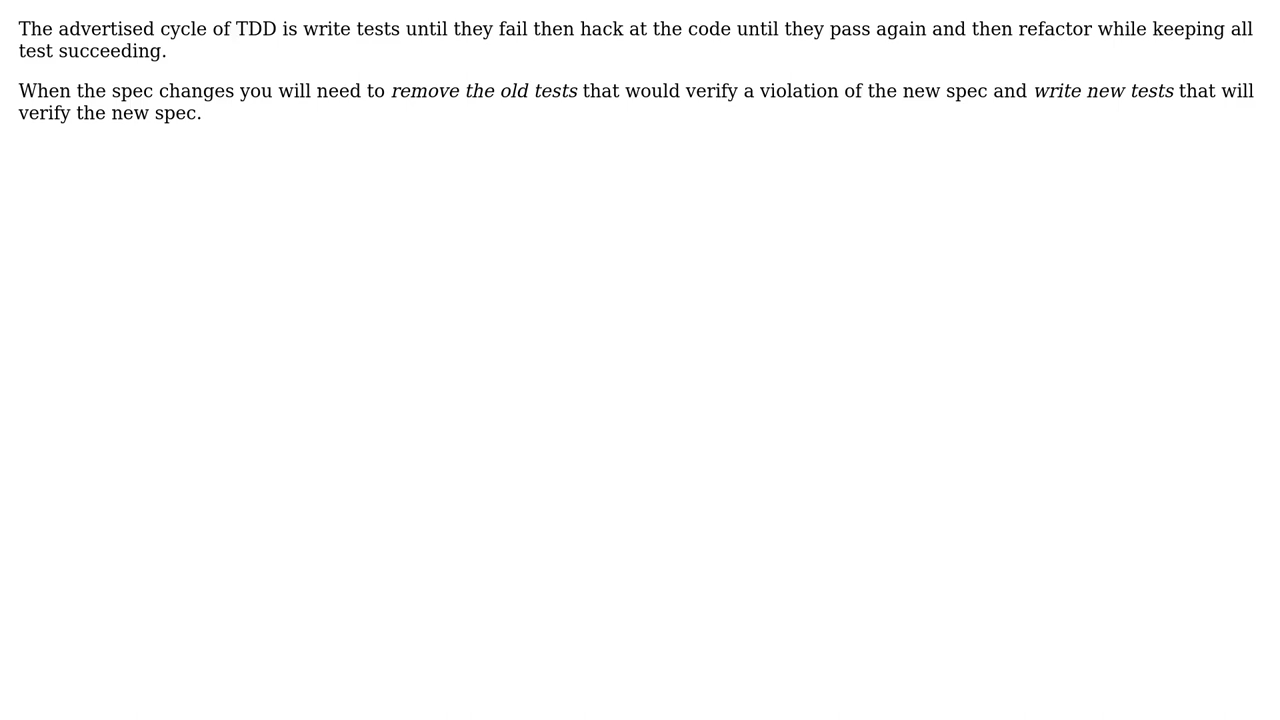 The advertised cycle of TDD is write tests until they fail then hack at the code until they pass again and then refactor while keeping all
test succeeding.
When the spec changes you will need to remove the old tests that would verify a violation of the new spec and write new tests that will
verify the new spec.